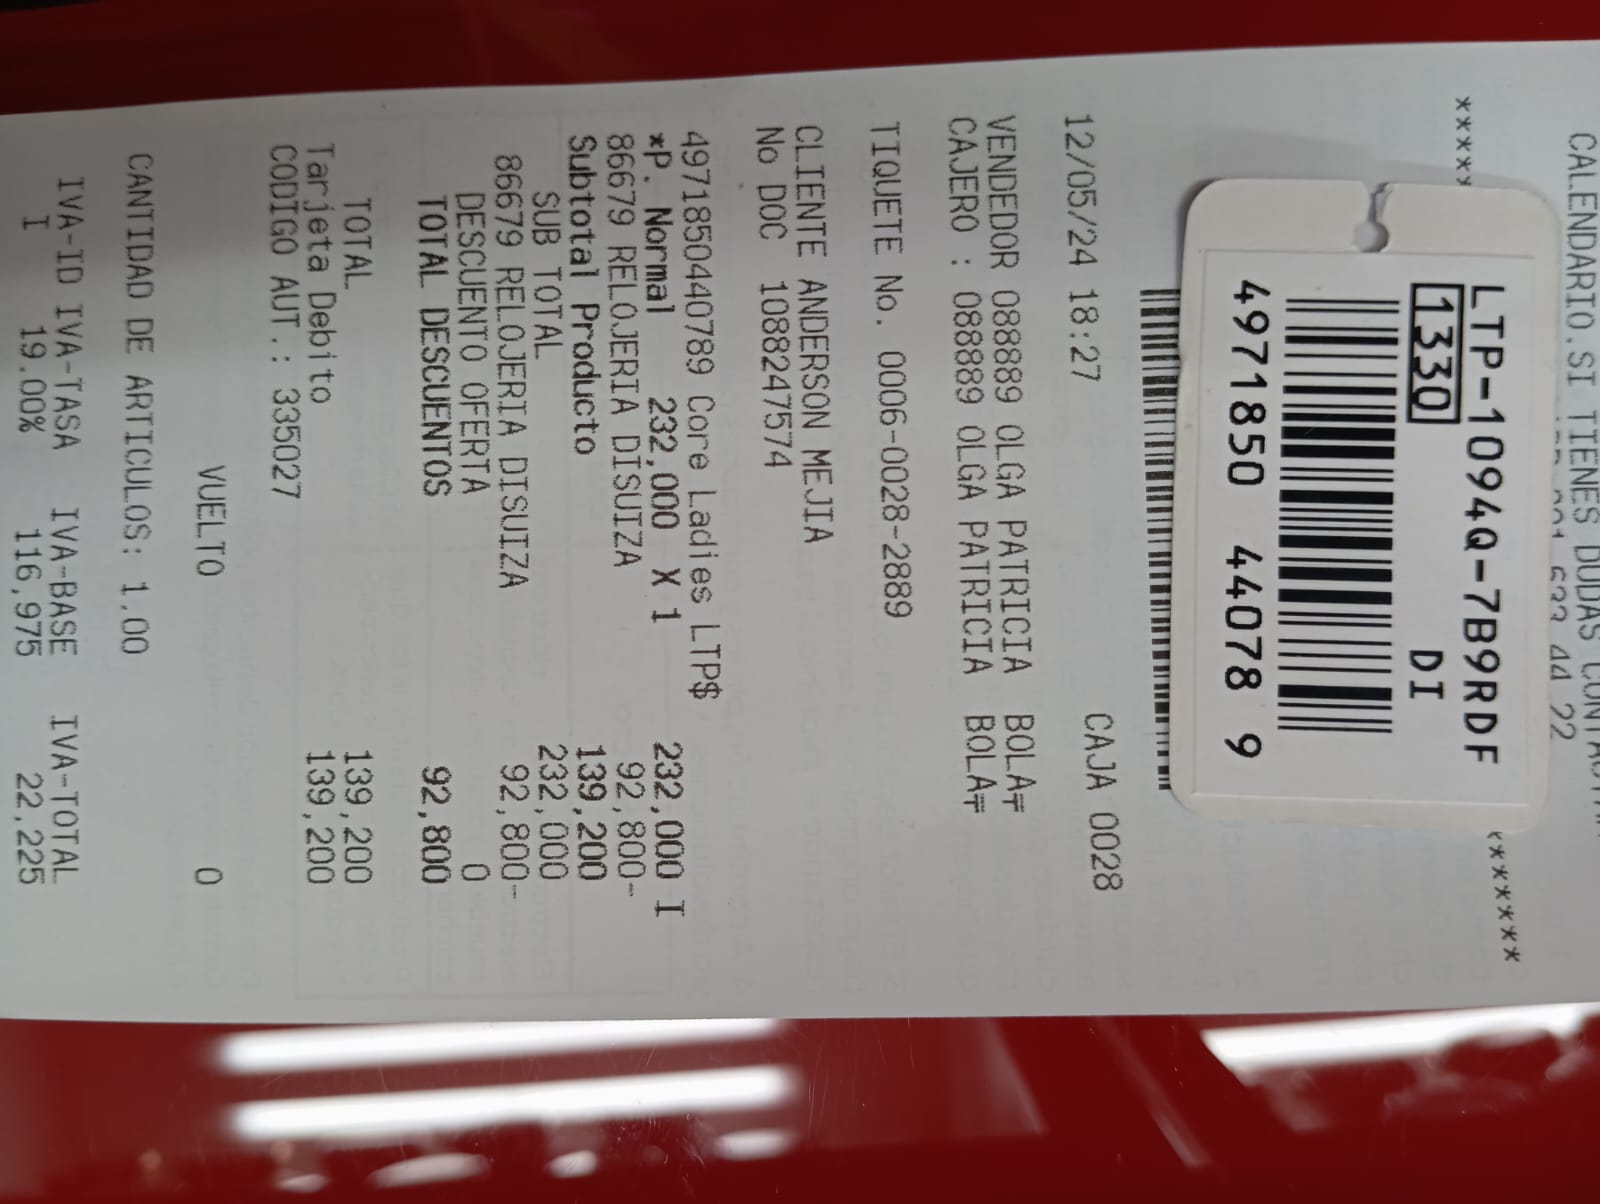 CALENDARIO.SI TIENES DUDAS
44 22
LTP-1094Q-7B9RDF
1330 DI
4971850 44078 9
***** ******
CAJA 0028
12/05/24 18:27
VENDEDOR 088889 OLGA PATRICIA BOLA
CAJERO : 088889 OLGA PATRICIA BOLA
TIQUETE No. 0006-0028-2889
CLIENTE ANDERSON MEJIA
No DOC 1088247574
4971850440789 Core Ladies LTP$
*P. Normal 232,000 X 1 232,000 I
86679 RELOJERIA DISUIZA 92,800-
Subtotal Producto 139,200
SUB TOTAL 232,000
86679 RELOJERIA DISUIZA 92,800-
DESCUENTO OFERTA 0
TOTAL DESCUENTOS 92,800
TOTAL 139,200
Tarjeta Debito 139,200
CODIGO AUT.: 335027
VUELTO 0
CANTIDAD DE ARTICULOS: 1.00
IVA-ID IVA-TASA IVA-BASE IVA-TOTAL
I 19.00% 116,975 22,225